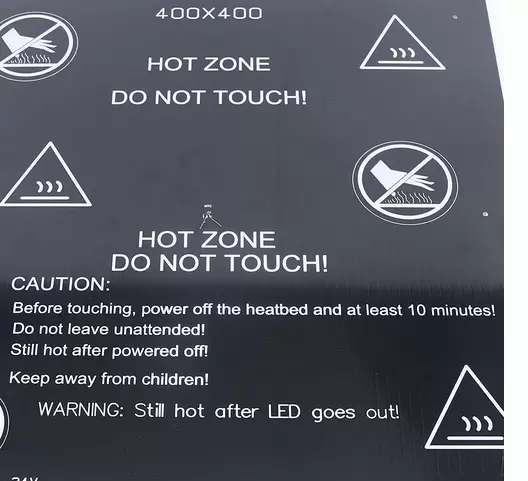 400X400
HOT ZONE
DO NOT TOUCH!
HOT ZONE
DO NOT TOUCH!
CAUTION:
Before touching, power off the heatbed and at least 10 minutes!
Do not leave unattended!
Still hot after powered off!
Keep away from children!
WARNING: Still hot after LED goes out!